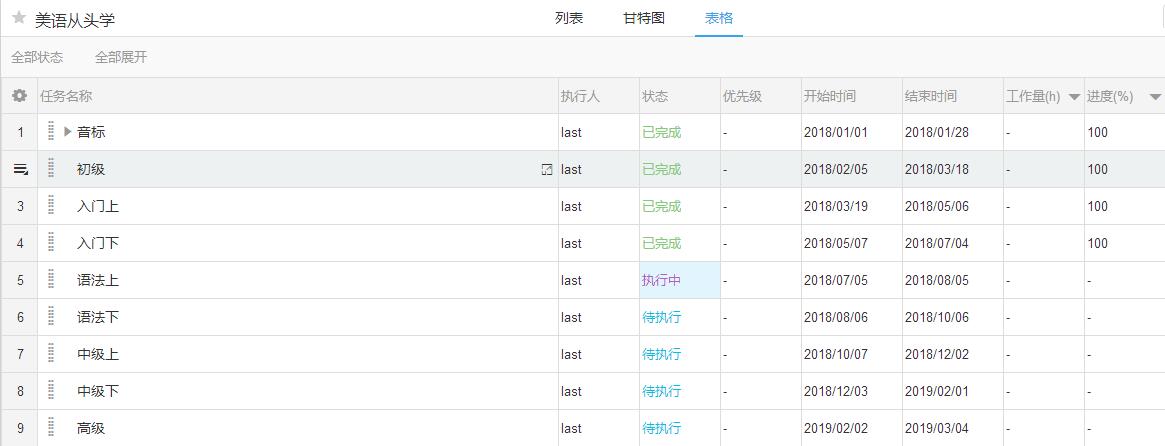 美语从头学 列表 甘特图 表格
全部状态 全部展开
任务名称 执行人 状态 优先级 开始时间 结束时间 工作量(h) 进度(%)
1 音标 last 已完成 - 2018/01/01 2018/01/28 - 100
初级 last 已完成 - 2018/02/05 2018/03/18 - 100
3 入门上 last 已完成 - 2018/03/19 2018/05/06 - 100
4 入门下 last 已完成 - 2018/05/07 2018/07/04 - 100
5 语法上 last 执行中 - 2018/07/05 2018/08/05 - -
6 语法下 last 待执行 - 2018/08/06 2018/10/06 - -
7 中级上 last 待执行 - 2018/10/07 2018/12/02 - -
8 中级下 last 待执行 - 2018/12/03 2019/02/01 - -
9 高级 last 待执行 - 2019/02/02 2019/03/04 - -